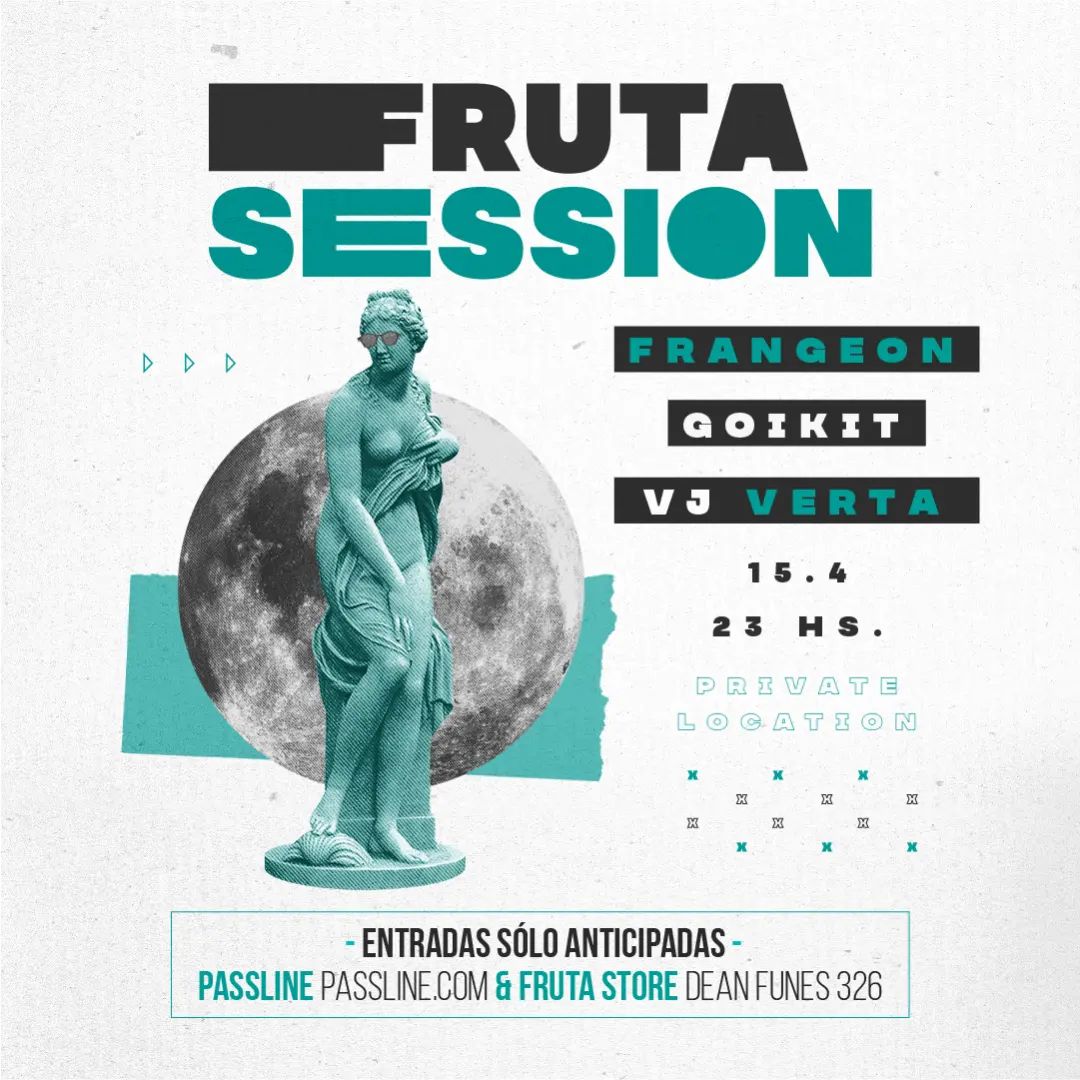 FRUTA
SESSION
FRANGEON
GOIKIT
VJ VERTA
15.4
23 HS.
PRIVATE
LOCATION
x x x
x x x
x x x
x x x
- ENTRADAS SÓLO ANTICIPADAS -
PASSLINE PASSLINE.COM & FRUTA STORE DEAN FUNES 326